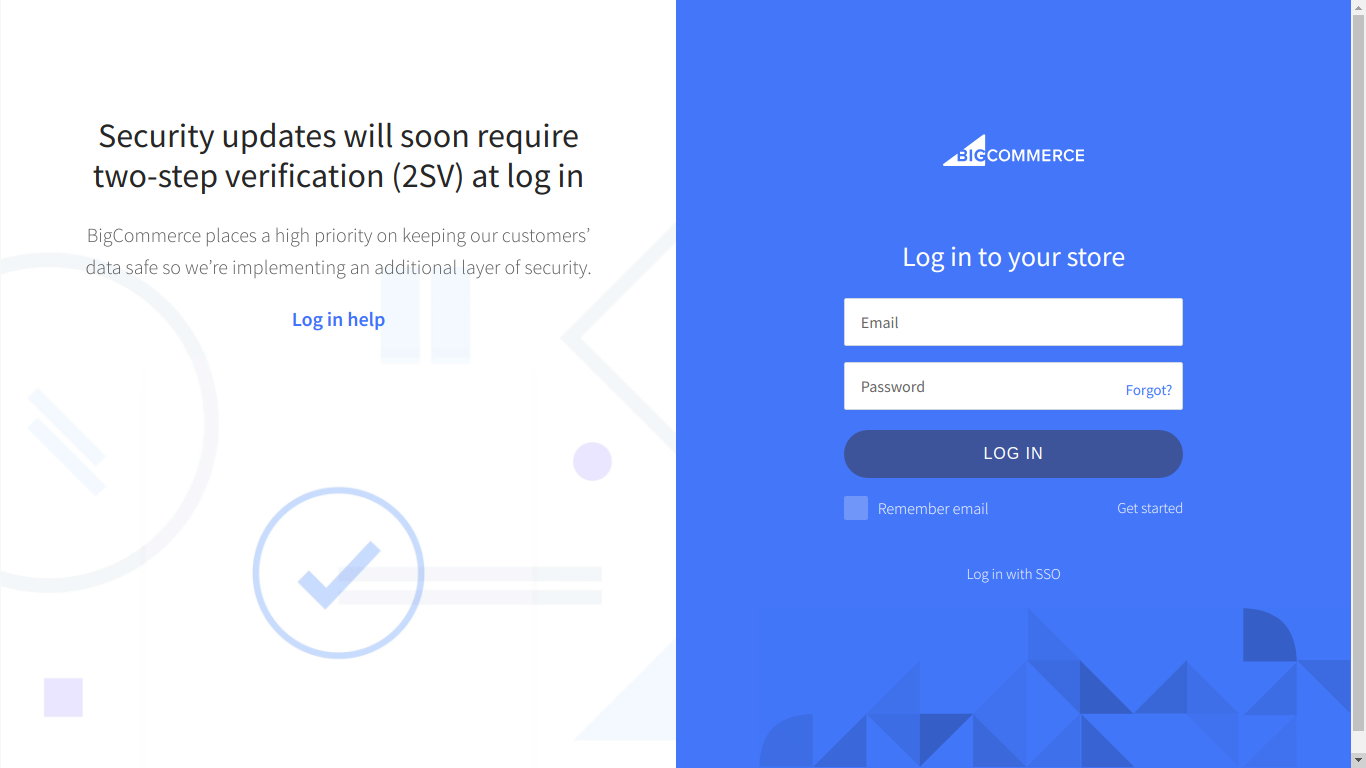 Security updates will soon require
two-step verification (2SV) at log in
BigCommerce places a high priority on keeping our customers’
data safe so we’re implementing an additional layer of security.
Log in help
BIGCOMMERCE
Log in to your store
Email
Password
Forgot?
LOG IN
Remember email
Get started
Log in with SSO